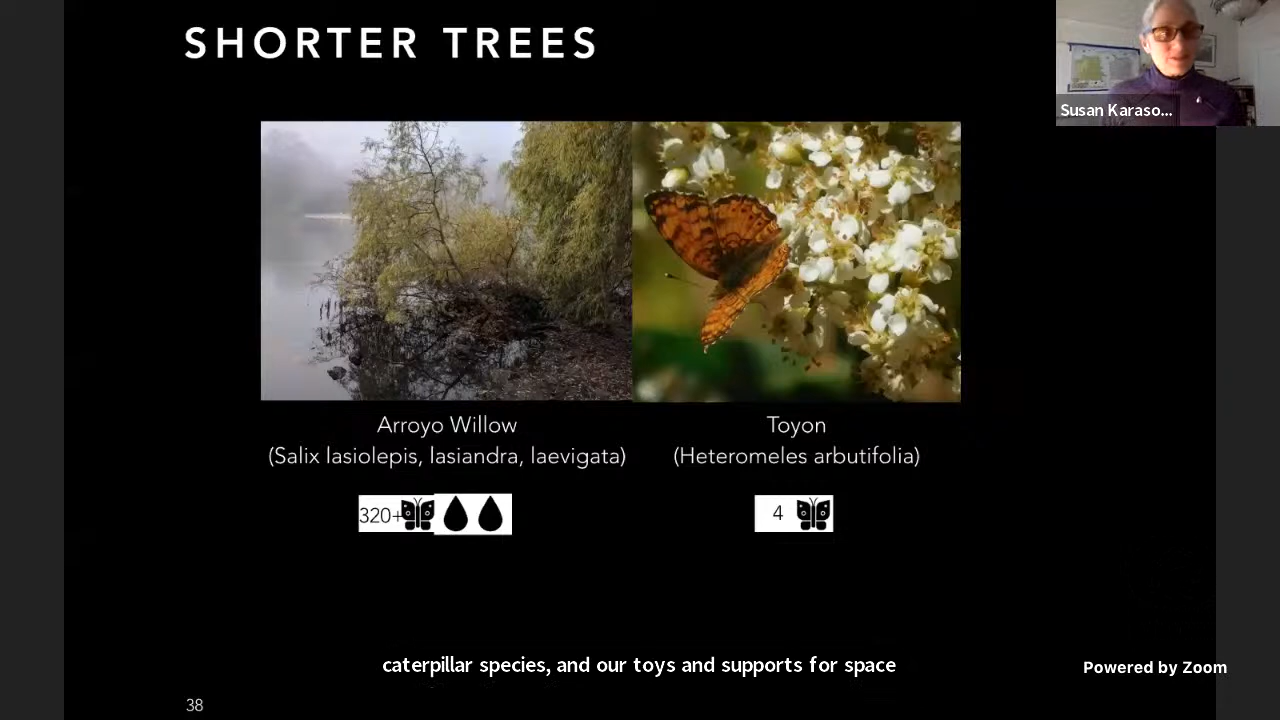 SHORTER TREES
Susan Karaso...
Arroyo Willow
(Salix lasiolepis, lasiandra, laevigata)
Toyon
(Heteromeles arbutifolia)
320+
4
caterpillar species, and our toys and supports for space
Powered by Zoom
38